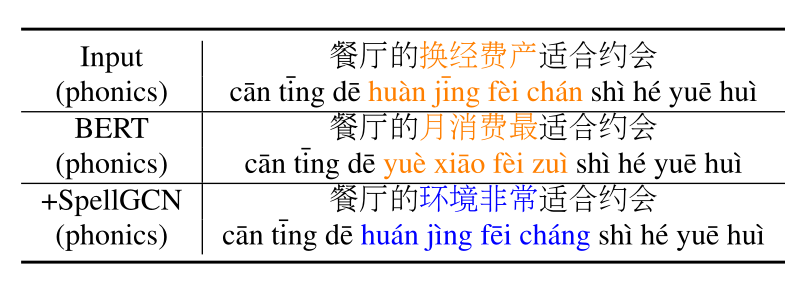 Input 餐厅的换经费产适合约会
(phonics) cān tīng dē huàn jīng fèi chán shì hé yuē huì
BERT 餐厅的月消费最适合约会
(phonics) cān tīng dē yuè xiāo fèi zuì shì hé yuē huì
+SpellGCN 餐厅的环境非常适合约会
(phonics) cān tīng dē huán jìng fēi cháng shì hé yuē huì